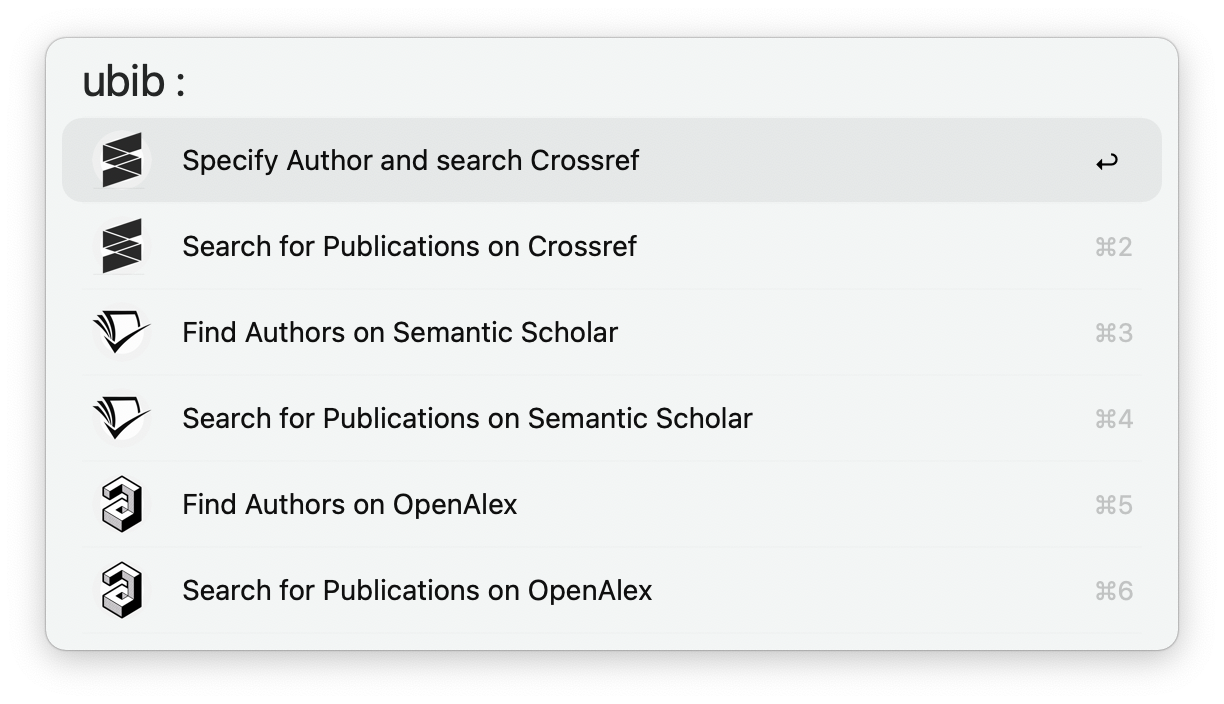 ubib :
Specify Author and search Crossref ↩
Search for Publications on Crossref ⌘2
Find Authors on Semantic Scholar ⌘3
Search for Publications on Semantic Scholar ⌘4
Find Authors on OpenAlex ⌘5
Search for Publications on OpenAlex ⌘6